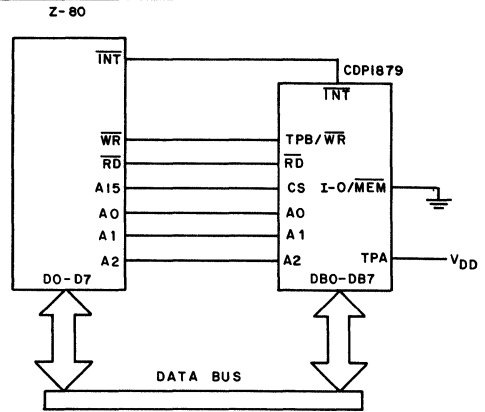 Z-80
INT
CDP1879
INT
WR
TPB/WR
RD
RD
A15
CS
I-O/MEM
A0
A0
A1
A1
A2
A2
TPA
VDD
D0-D7
DB0-DB7
DATA BUS